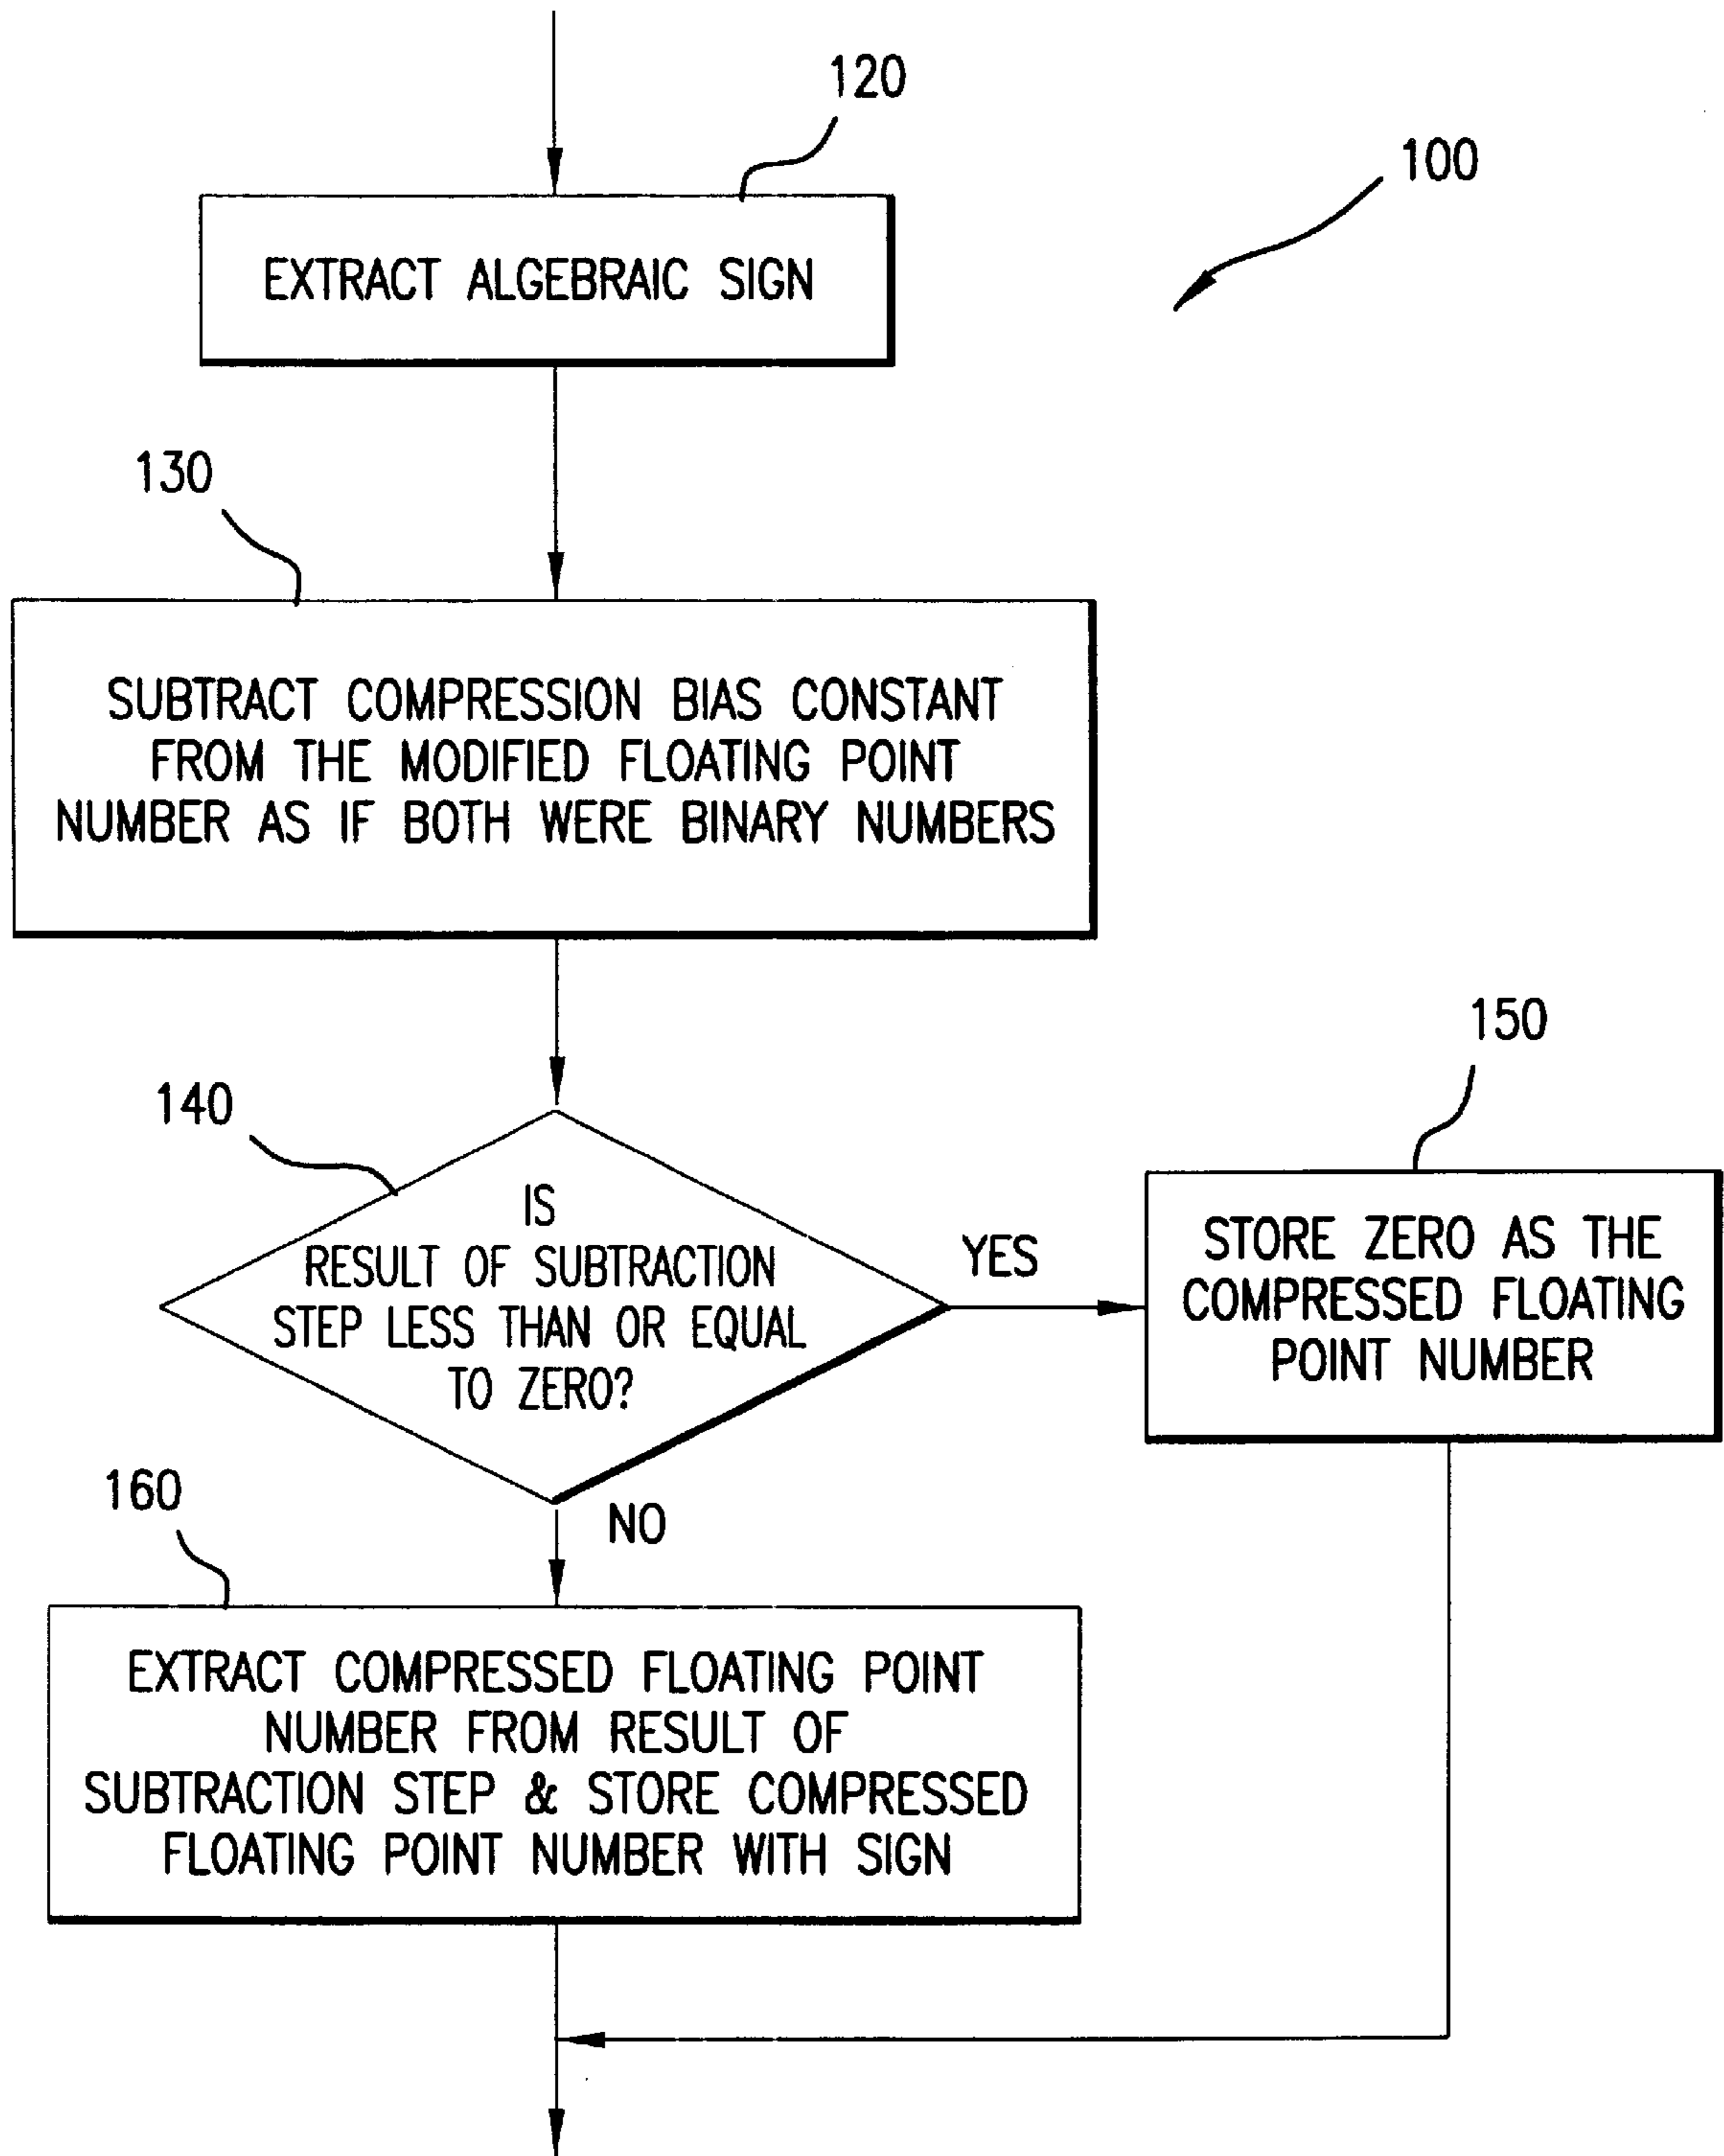 120
100
EXTRACT ALGEBRAIC SIGN
130
SUBTRACT COMPRESSION BIAS CONSTANT
FROM THE MODIFIED FLOATING POINT
NUMBER AS IF BOTH WERE BINARY NUMBERS
140
IS
RESULT OF SUBTRACTION
STEP LESS THAN OR EQUAL
TO ZERO?
YES
150
STORE ZERO AS THE
COMPRESSED FLOATING
POINT NUMBER
NO
160
EXTRACT COMPRESSED FLOATING POINT
NUMBER FROM RESULT OF
SUBTRACTION STEP & STORE COMPRESSED
FLOATING POINT NUMBER WITH SIGN